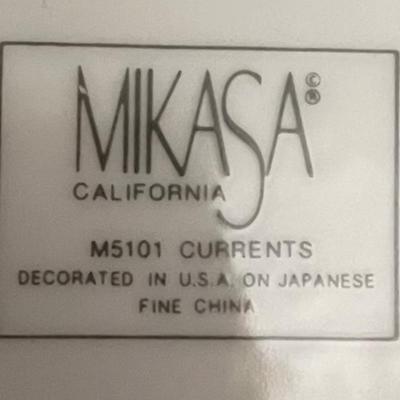 MIKASA ©®
CALIFORNIA
M5101 CURRENTS
DECORATED IN U.S.A. ON JAPANESE
FINE CHINA